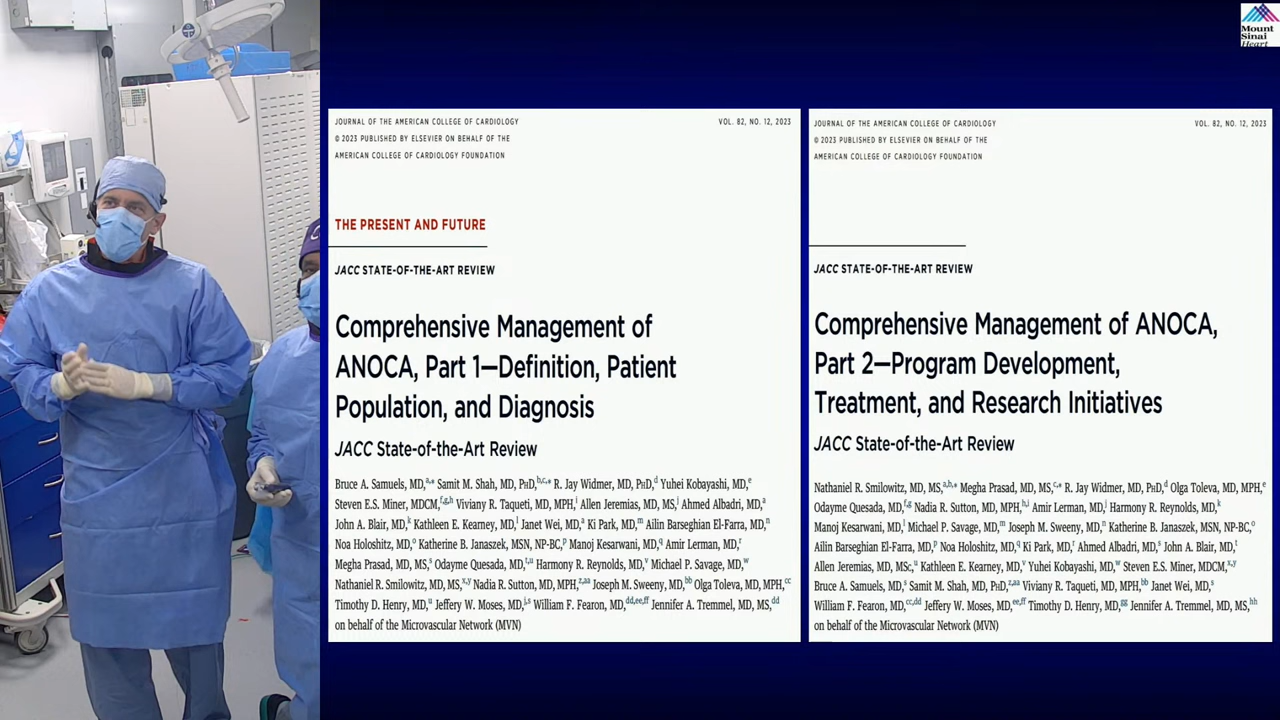 Mount
Sinai
Heart
JOURNAL OF THE AMERICAN COLLEGE OF CARDIOLOGY VOL. 82, NO. 12, 2023
© 2023 PUBLISHED BY ELSEVIER ON BEHALF OF THE
AMERICAN COLLEGE OF CARDIOLOGY FOUNDATION
THE PRESENT AND FUTURE
JACC STATE-OF-THE-ART REVIEW
Comprehensive Management of
ANOCA, Part 1—Definition, Patient
Population, and Diagnosis
JACC State-of-the-Art Review
Bruce A. Samuels, MD,a,* Samit M. Shah, MD, PhD,b,c,* R. Jay Widmer, MD, PhD,d Yuhei Kobayashi, MD,e
Steven E.S. Miner, MDCM,f,g,h Viviany R. Taqueti, MD, MPH,i Allen Jeremias, MD, MS,j Ahmed Albadri, MD,a
John A. Blair, MD,k Kathleen E. Kearney, MD,l Janet Wei, MD,a Ki Park, MD,m Ailin Barseghian El-Farra, MD,n
Noa Holoshitz, MD,o Katherine B. Janaszek, MSN, NP-BC,p Manoj Kesarwani, MD,q Amir Lerman, MD,r
Megha Prasad, MD, MS,s Odayme Quesada, MD,t,u Harmony R. Reynolds, MD,v Michael P. Savage, MD,w
Nathaniel R. Smilowitz, MD, MS,x,y Nadia R. Sutton, MD, MPH,z,aa Joseph M. Sweeny, MD,bb Olga Toleva, MD, MPH,cc
Timothy D. Henry, MD,u Jeffery W. Moses, MD,j,s William F. Fearon, MD,dd,ee,ff Jennifer A. Tremmel, MD, MS,dd
on behalf of the Microvascular Network (MVN)
JOURNAL OF THE AMERICAN COLLEGE OF CARDIOLOGY VOL. 82, NO. 12, 2023
© 2023 PUBLISHED BY ELSEVIER ON BEHALF OF THE
AMERICAN COLLEGE OF CARDIOLOGY FOUNDATION
JACC STATE-OF-THE-ART REVIEW
Comprehensive Management of ANOCA,
Part 2—Program Development,
Treatment, and Research Initiatives
JACC State-of-the-Art Review
Nathaniel R. Smilowitz, MD, MS,a,b,* Megha Prasad, MD, MS,c,* R. Jay Widmer, MD, PhD,d Olga Toleva, MD, MPH,e
Odayme Quesada, MD,f,g Nadia R. Sutton, MD, MPH,h,i Amir Lerman, MD,j Harmony R. Reynolds, MD,k
Manoj Kesarwani, MD,l Michael P. Savage, MD,m Joseph M. Sweeny, MD,n Katherine B. Janaszek, MSN, NP-BC,o
Ailin Barseghian El-Farra, MD,p Noa Holoshitz, MD,q Ki Park, MD,r Ahmed Albadri, MD,s John A. Blair, MD,t
Allen Jeremias, MD, MSc,u Kathleen E. Kearney, MD,v Yuhei Kobayashi, MD,w Steven E.S. Miner, MDCM,x,y
Bruce A. Samuels, MD,s Samit M. Shah, MD, PhD,z,aa Viviany R. Taqueti, MD, MPH,bb Janet Wei, MD,s
William F. Fearon, MD,cc,dd Jeffery W. Moses, MD,ee,ff Timothy D. Henry, MD,gg Jennifer A. Tremmel, MD, MS,hh
on behalf of the Microvascular Network (MVN)